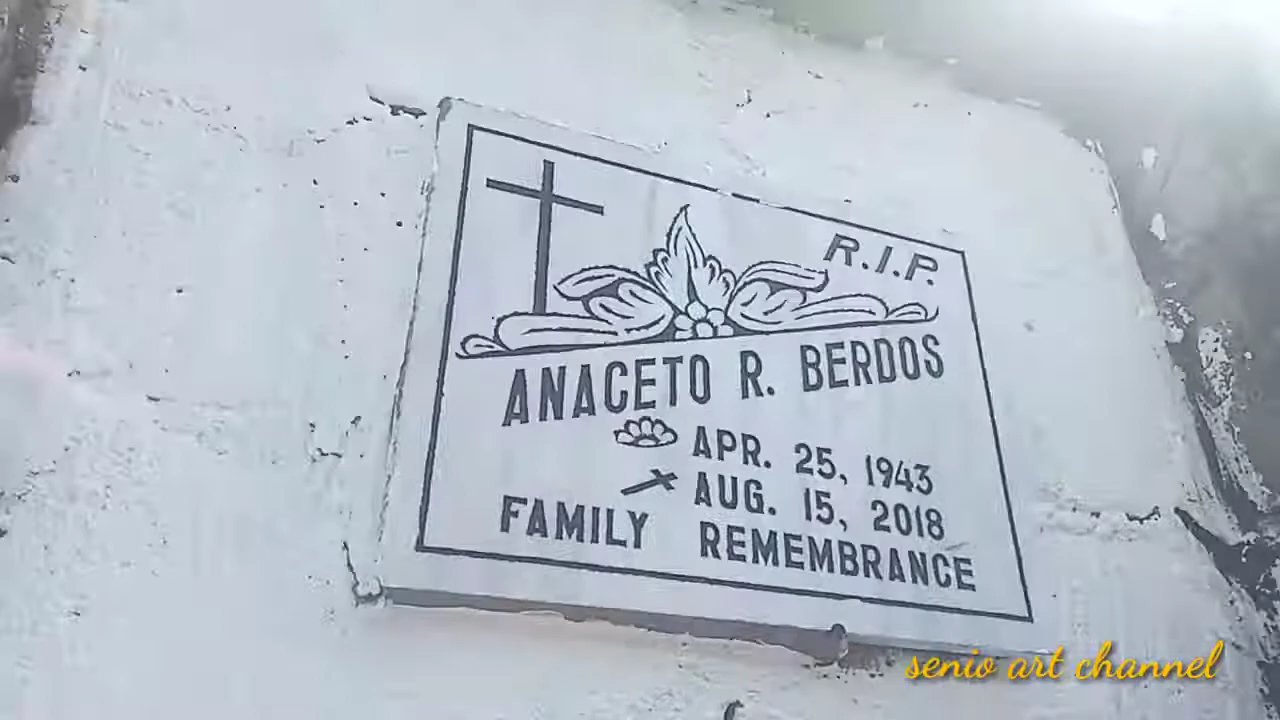 R.I.P.
ANACETO R. BERDOS
APR. 25, 1943
AUG. 15, 2018
FAMILY REMEMBRANCE
senio art channel